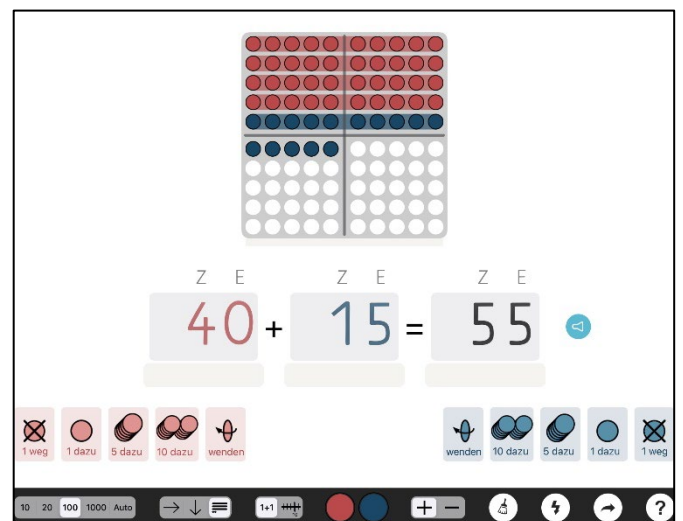 Z E Z E Z E
40 + 15 = 55
1 weg 1 dazu 5 dazu 10 dazu wenden wenden 10 dazu 5 dazu 1 dazu 1 weg
10 20 100 1000 Auto 1+1 + − ?